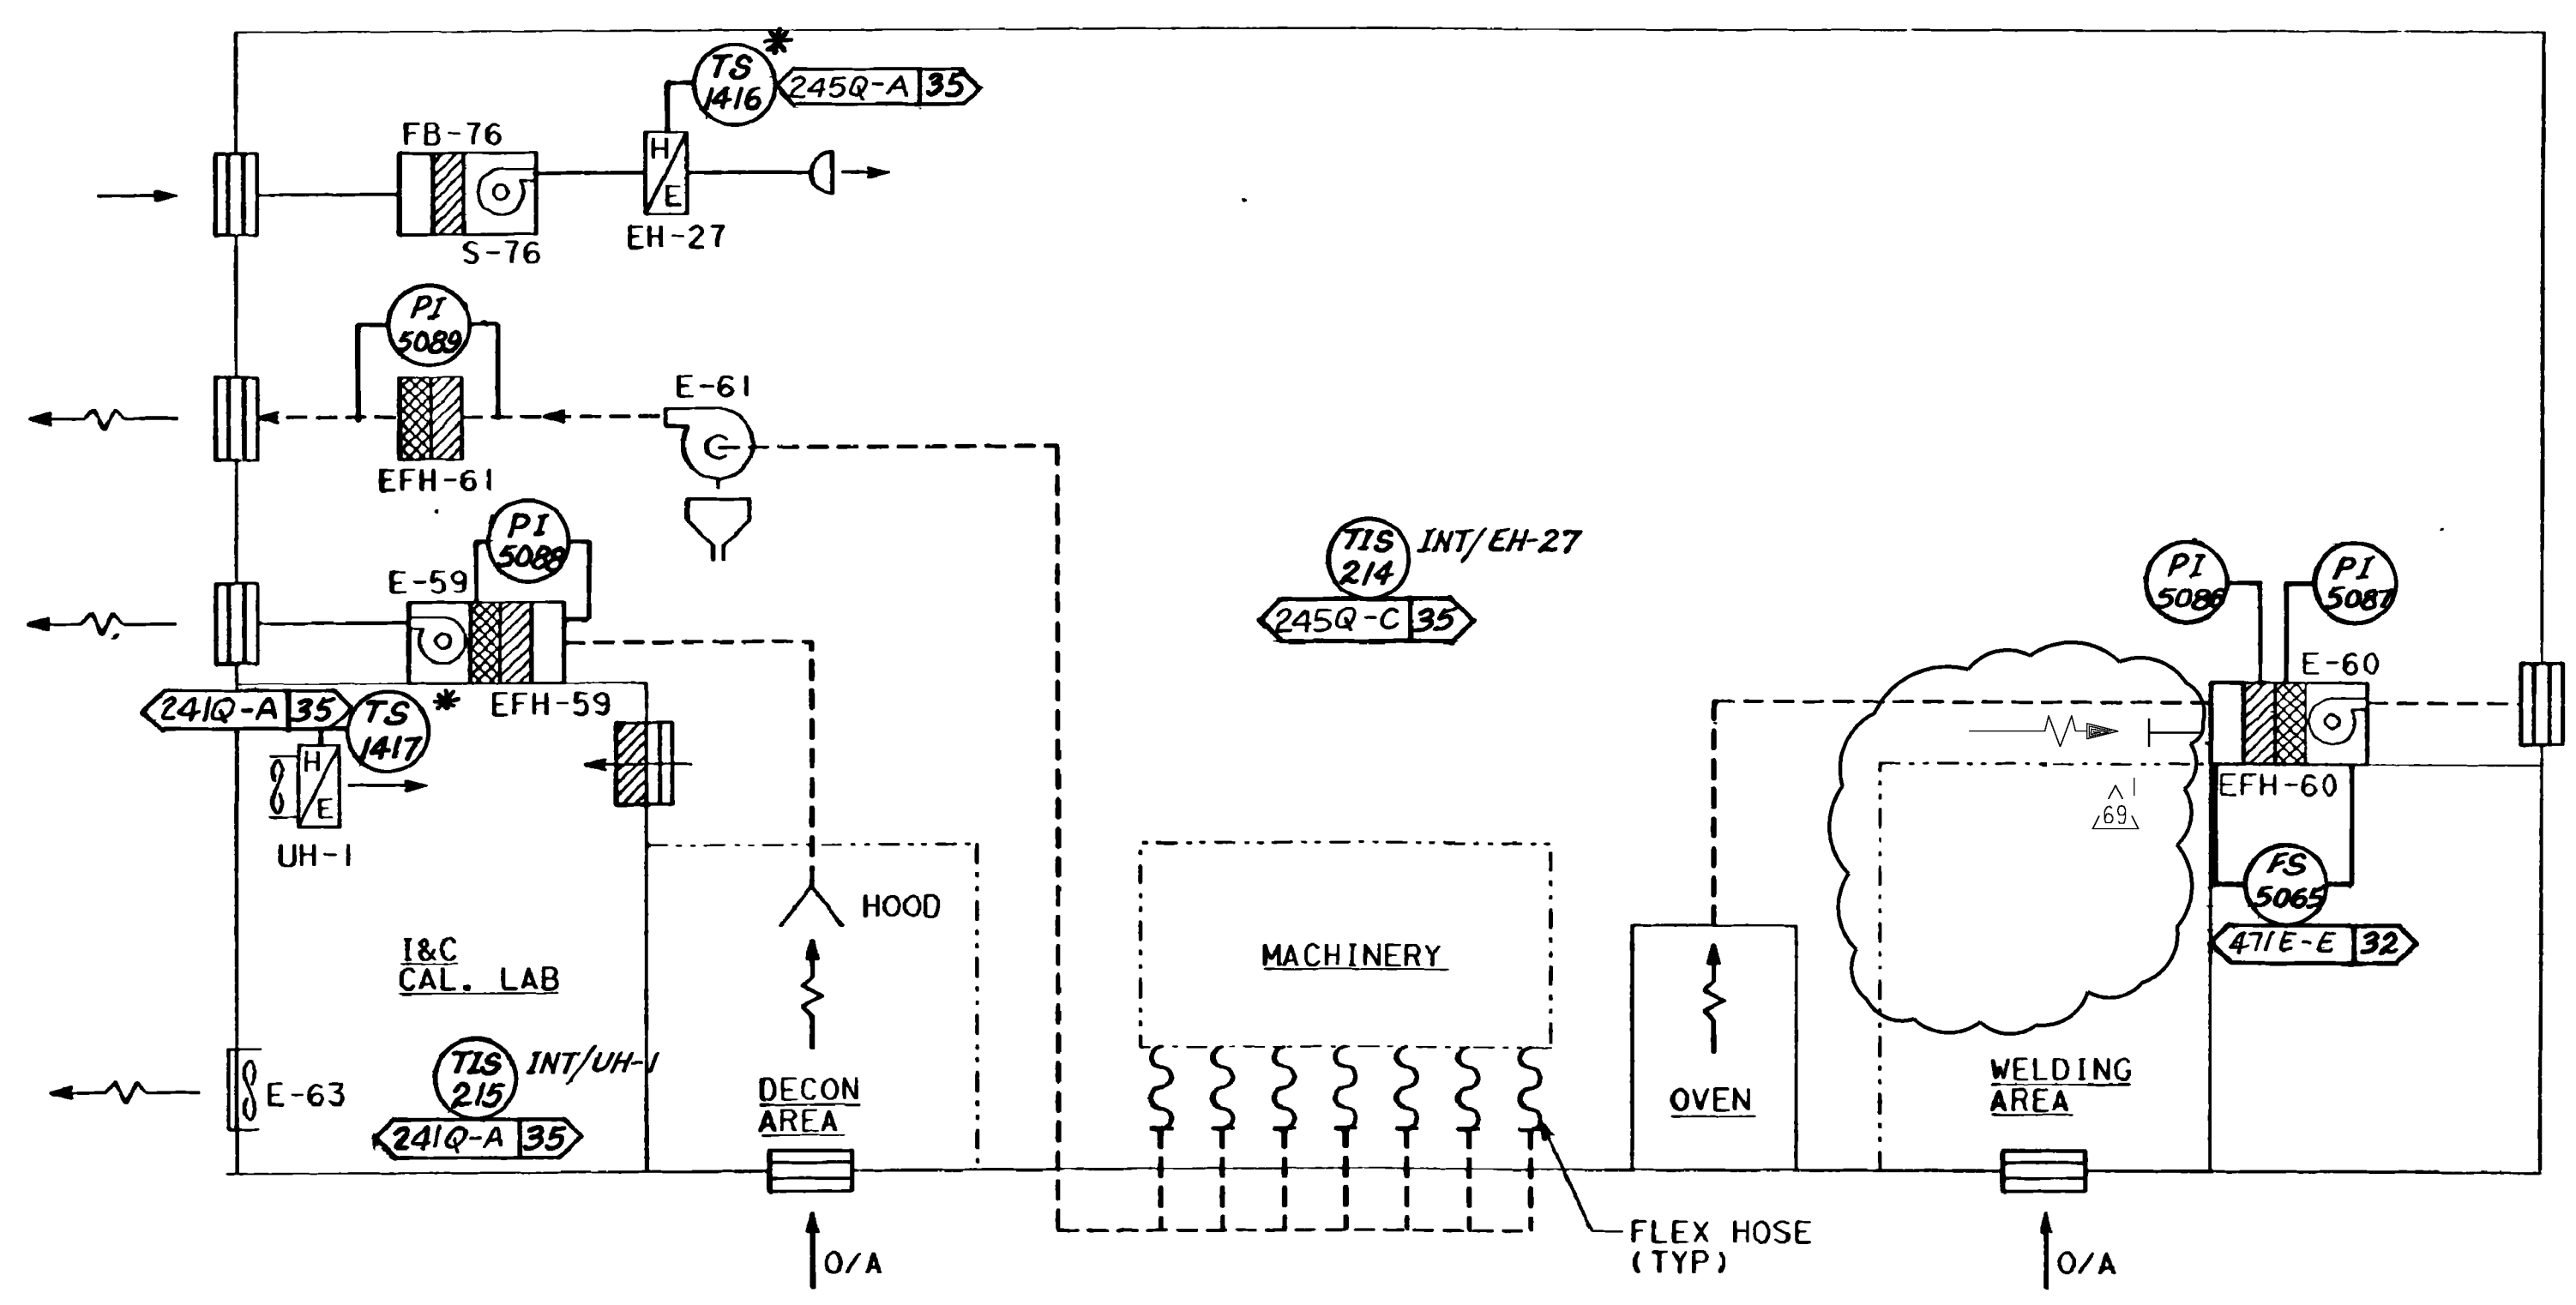 *
TS
1416
245Q-A 35
FB-76
H
E
S-76
EH-27
PI
5089
E-61
EFH-61
PI
5088
TIS
214
INT/EH-27
245Q-C 35
E-59
PI
5086
PI
5087
E-60
241Q-A 35
TS
1417
*
EFH-59
H
E
UH-1
EFH-60
1
69
FS
5065
471E-E 32
HOOD
I&C
CAL. LAB
MACHINERY
TIS
215
INT/UH-1
241Q-A 35
E-63
DECON
AREA
OVEN
WELDING
AREA
FLEX HOSE
(TYP)
O/A
O/A